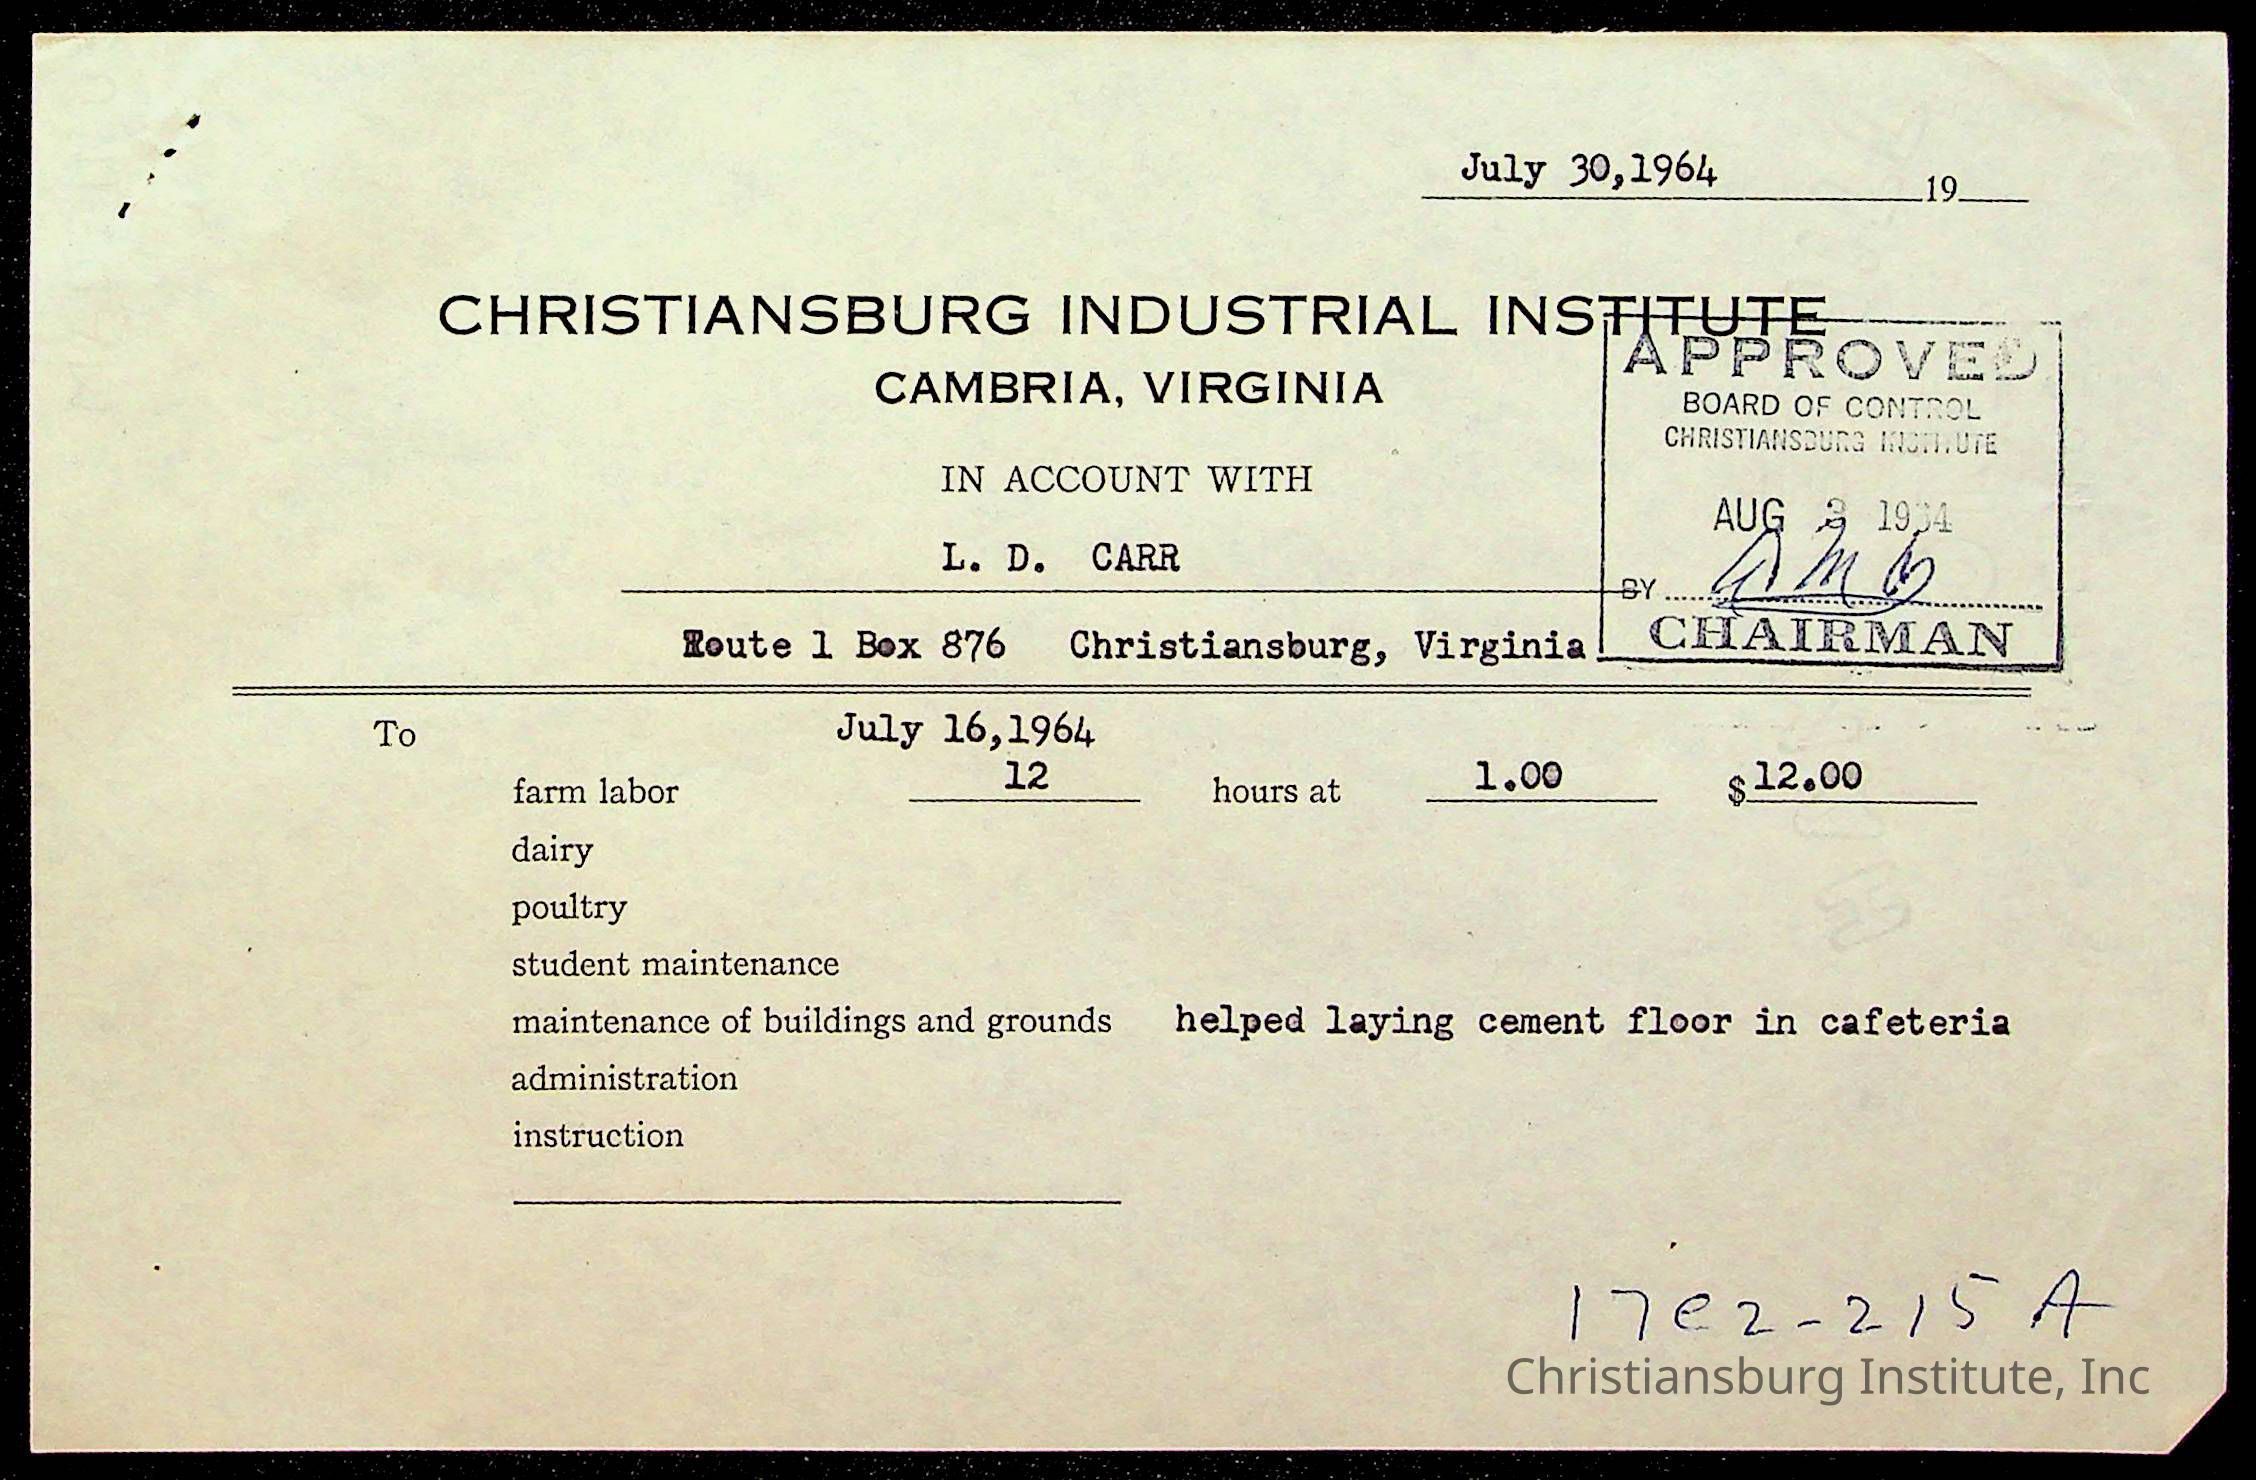 July 30,1964 19
CHRISTIANSBURG INDUSTRIAL INSTITUTE
CAMBRIA, VIRGINIA
APPROVED
BOARD OF CONTROL
CHRISTIANSBURG INSTITUTE
AUG 3 1964
BY
CHAIRMAN
IN ACCOUNT WITH
L. D. CARR
Route 1 Box 876 Christiansburg, Virginia
To July 16,1964
farm labor 12 hours at 1.00 $12.00
dairy
poultry
student maintenance
maintenance of buildings and grounds helped laying cement floor in cafeteria
administration
instruction
17e2-215 A
Christiansburg Institute, Inc